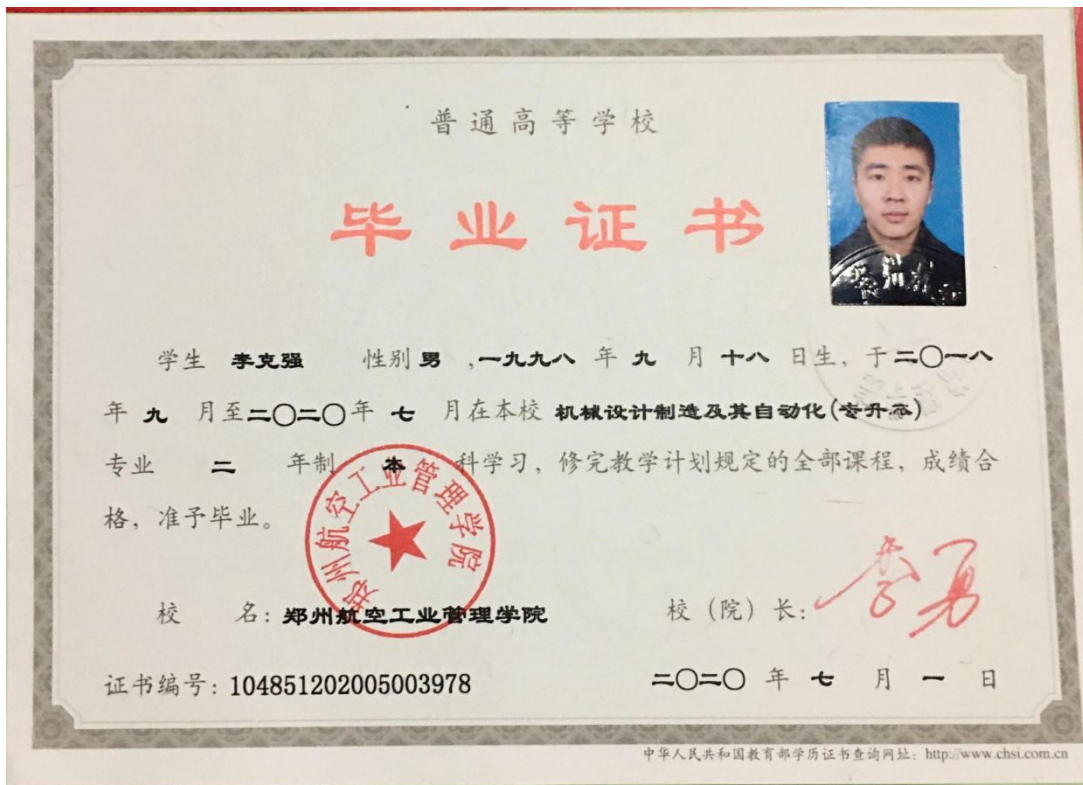 普通高等学校
毕业证书
学生 李克强 性别 男 ,一九九八 年 九 月 十八 日生，于二〇一八
年 九 月至二〇二〇年 七 月在本校 机械设计制造及其自动化(专升本)
专业 二 年制 本 科学习，修完教学计划规定的全部课程，成绩合
格，准予毕业。
郑州航空工业管理学院
校 名：郑州航空工业管理学院 校（院）长：李勇
证书编号：104851202005003978 二〇二〇 年 七 月 一 日
中华人民共和国教育部学历证书查询网址：http://www.chsi.com.cn